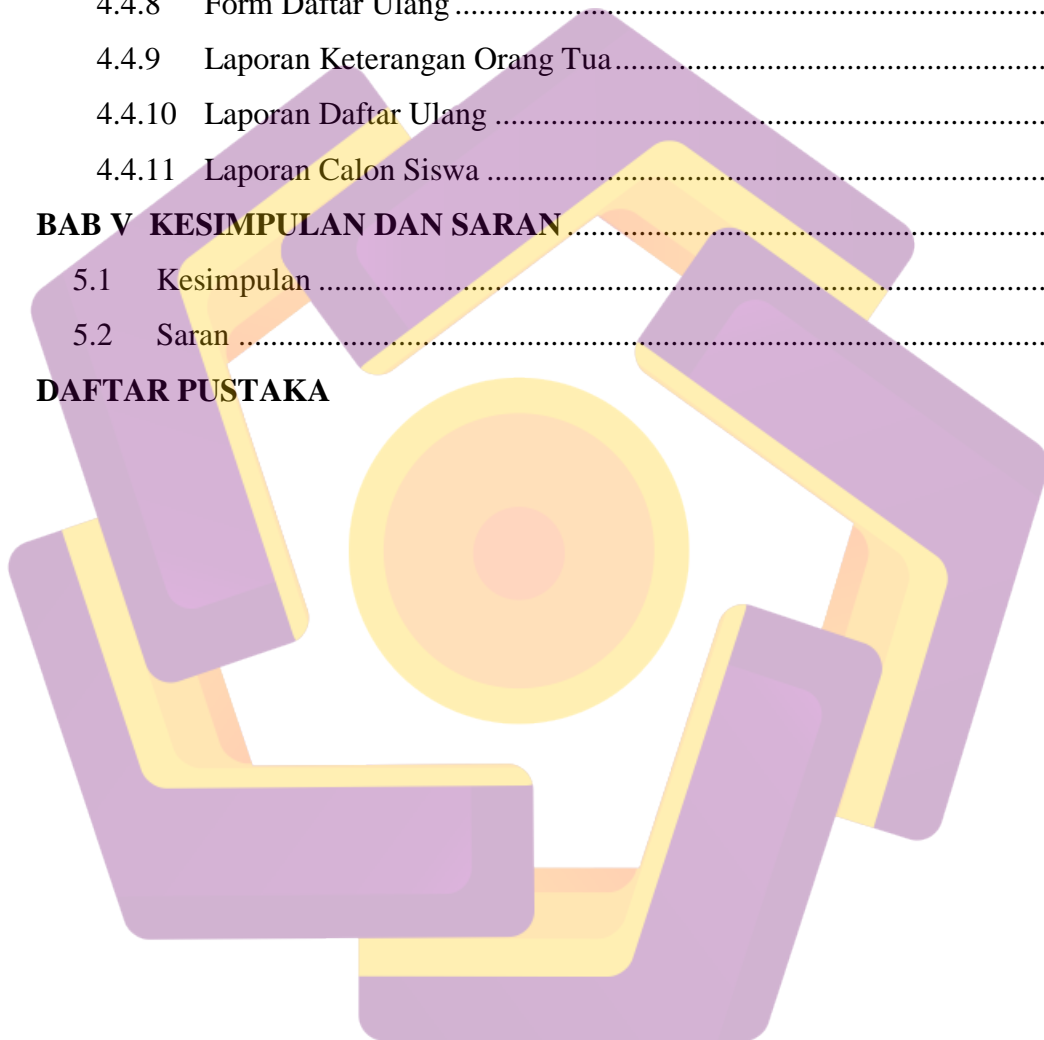 4.4.8 Form Daftar Ulang ........................................................................
4.4.9 Laporan Keterangan Orang Tua ....................................................
4.4.10 Laporan Daftar Ulang ...................................................................
4.4.11 Laporan Calon Siswa ....................................................................
BAB V KESIMPULAN DAN SARAN ..........................................................
5.1 Kesimpulan ...........................................................................................
5.2 Saran .....................................................................................................
DAFTAR PUSTAKA